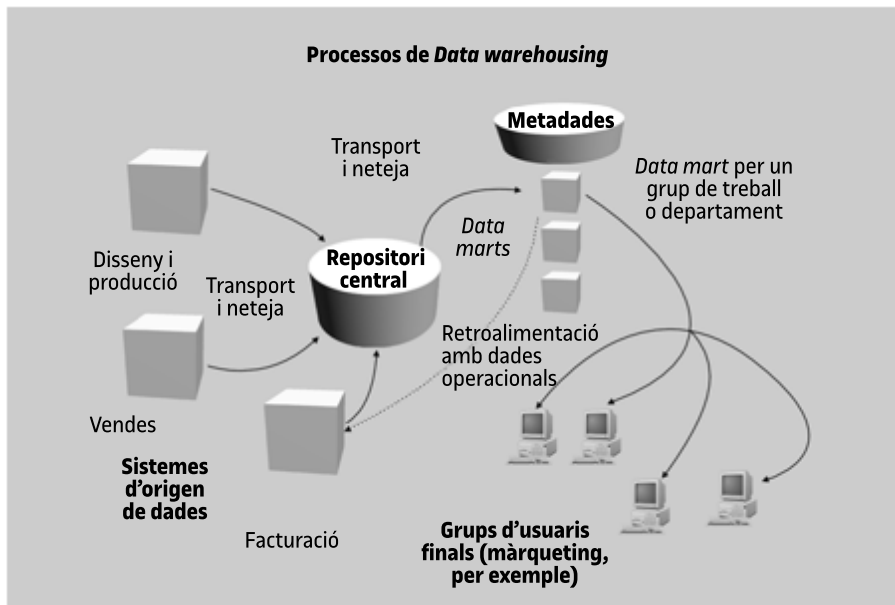 Processos de Data warehousing
Metadades
Transport
i neteja
Data mart per un
grup de treball
o departament
Data
marts
Disseny i
producció
Repositori
central
Transport
i neteja
Retroalimentació
amb dades
operacionals
Vendes
Sistemes
d’origen
de dades
Facturació
Grups d’usuaris
finals (màrqueting,
per exemple)